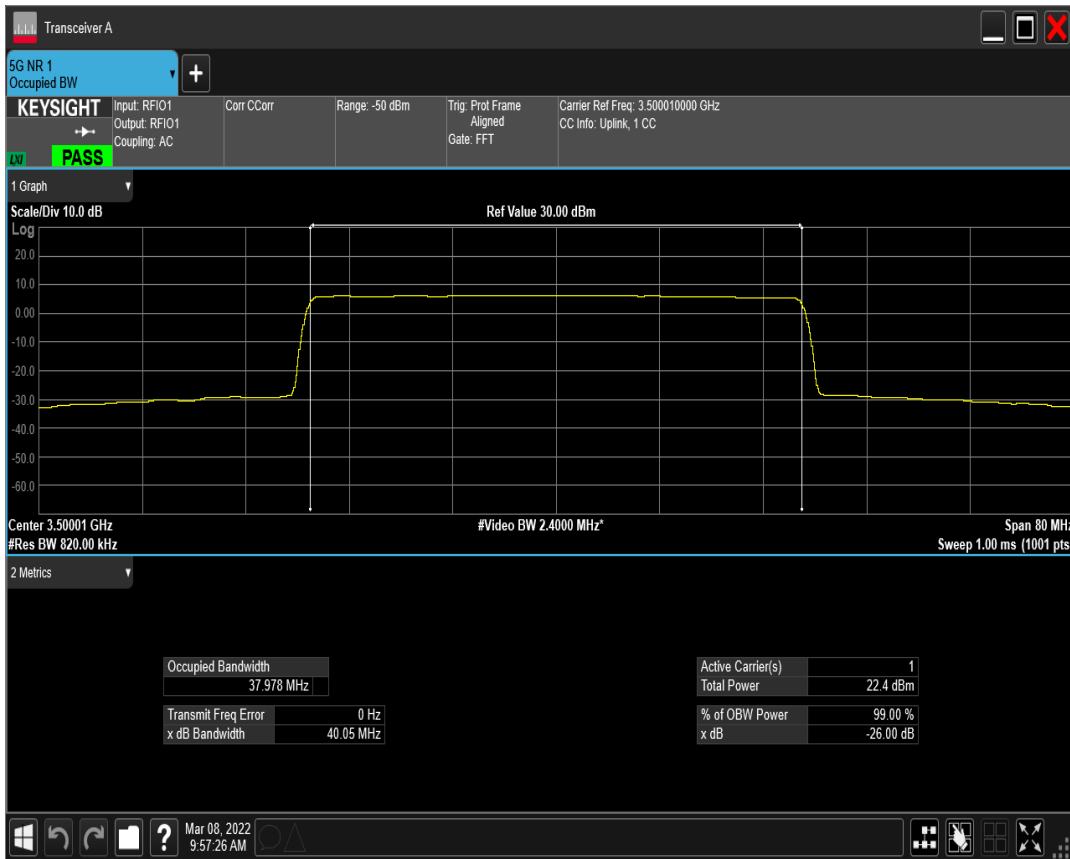 Transceiver A
5G NR 1
Occupied BW
+
KEYSIGHT
LXI
PASS
Input: RFIO1
Output: RFIO1
Coupling: AC
Corr CCorr
Range: -50 dBm
Trig: Prot Frame
Aligned
Gate: FFT
Carrier Ref Freq: 3.500010000 GHz
CC Info: Uplink, 1 CC
1 Graph
Scale/Div 10.0 dB
Ref Value 30.00 dBm
Log
20.0
10.0
0.00
-10.0
-20.0
-30.0
-40.0
-50.0
-60.0
Center 3.50001 GHz
#Video BW 2.4000 MHz*
Span 80 MHz
#Res BW 820.00 kHz
Sweep 1.00 ms (1001 pts
2 Metrics
Occupied Bandwidth
37.978 MHz
Transmit Freq Error 0 Hz
x dB Bandwidth 40.05 MHz
Active Carrier(s) 1
Total Power 22.4 dBm
% of OBW Power 99.00 %
x dB -26.00 dB
?
Mar 08, 2022
9:57:26 AM